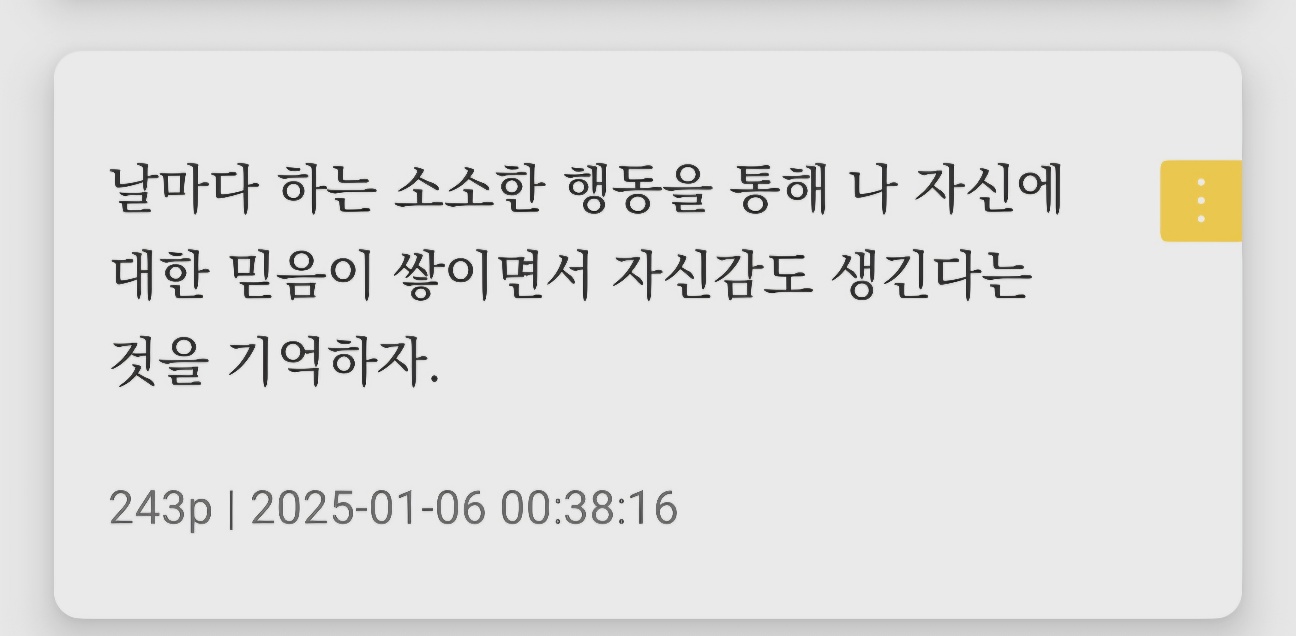 날마다 하는 소소한 행동을 통해 나 자신에
대한 믿음이 쌓이면서 자신감도 생긴다는
것을 기억하자.
243p | 2025-01-06 00:38:16